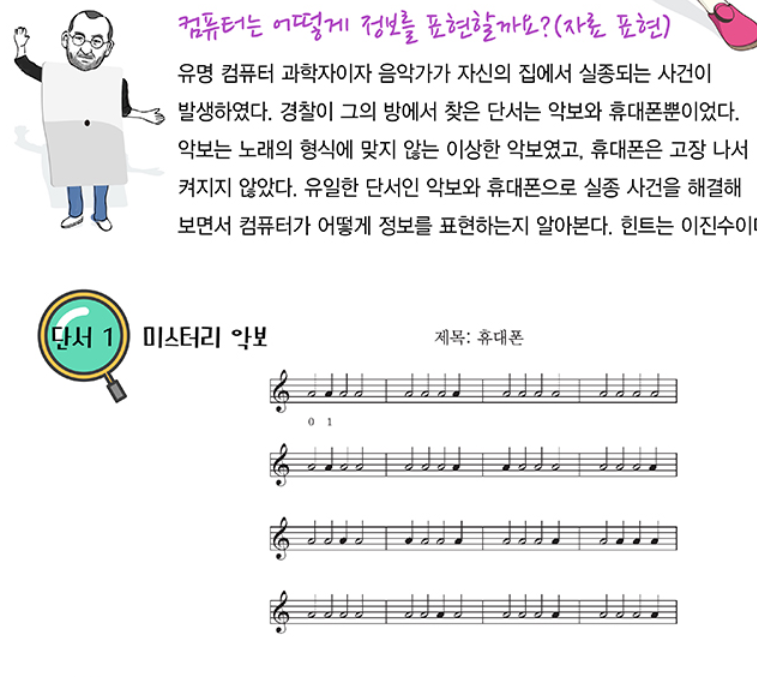 컴퓨터는 어떻게 정보를 표현할까요?(자료 표현)
유명 컴퓨터 과학자이자 음악가가 자신의 집에서 실종되는 사건이
발생하였다. 경찰이 그의 방에서 찾은 단서는 악보와 휴대폰뿐이었다.
악보는 노래의 형식에 맞지 않는 이상한 악보였고, 휴대폰은 고장 나서
켜지지 않았다. 유일한 단서인 악보와 휴대폰으로 실종 사건을 해결해
보면서 컴퓨터가 어떻게 정보를 표현하는지 알아본다. 힌트는
단서 1 미스터리 악보
제목: 휴대폰
0 1